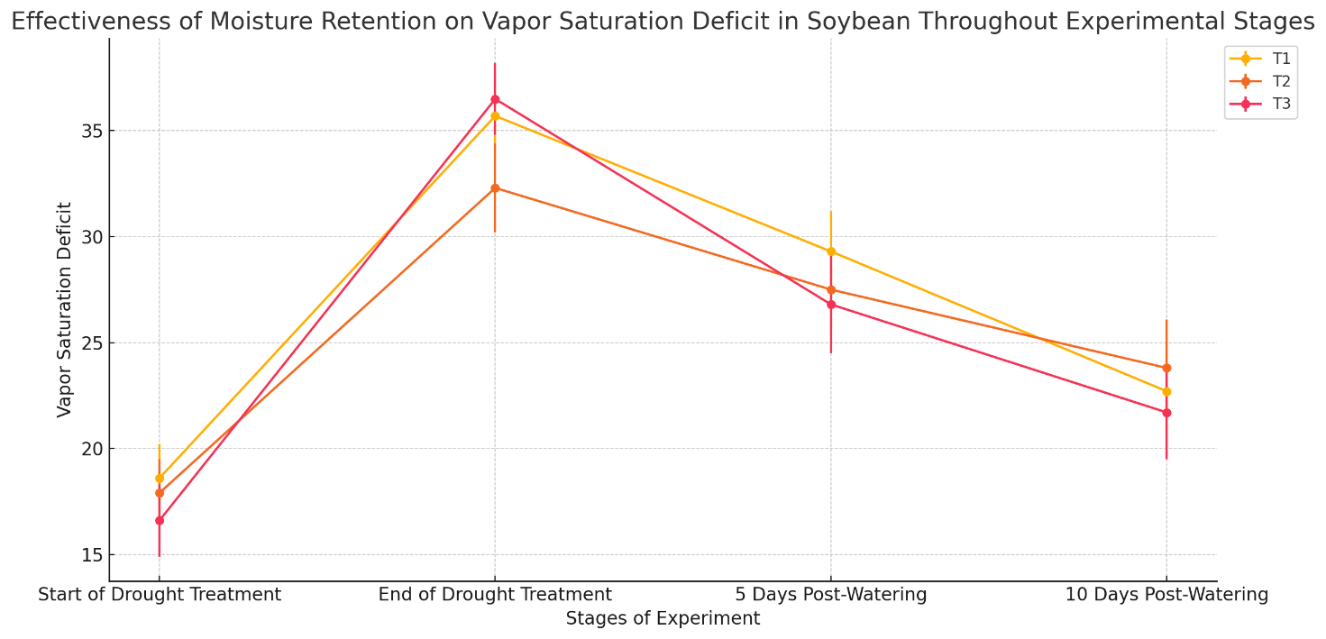 Effectiveness of Moisture Retention on Vapor Saturation Deficit in Soybean Throughout Experimental Stages
T1
T2
T3
35
30
25
20
15
Vapor Saturation Deficit
Start of Drought Treatment
End of Drought Treatment
5 Days Post-Watering
10 Days Post-Watering
Stages of Experiment